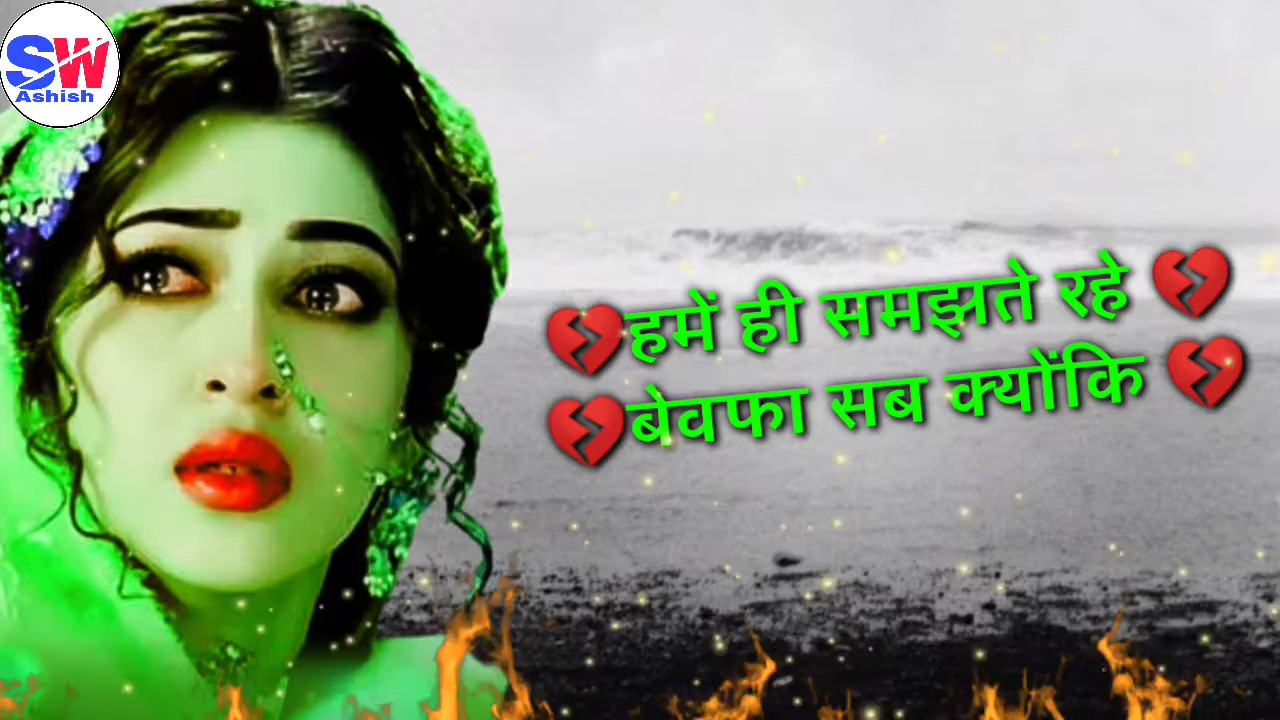 SW
Ashish
💔हमें ही समझते रहे 💔
💔बेवफा सब क्योंकि 💔